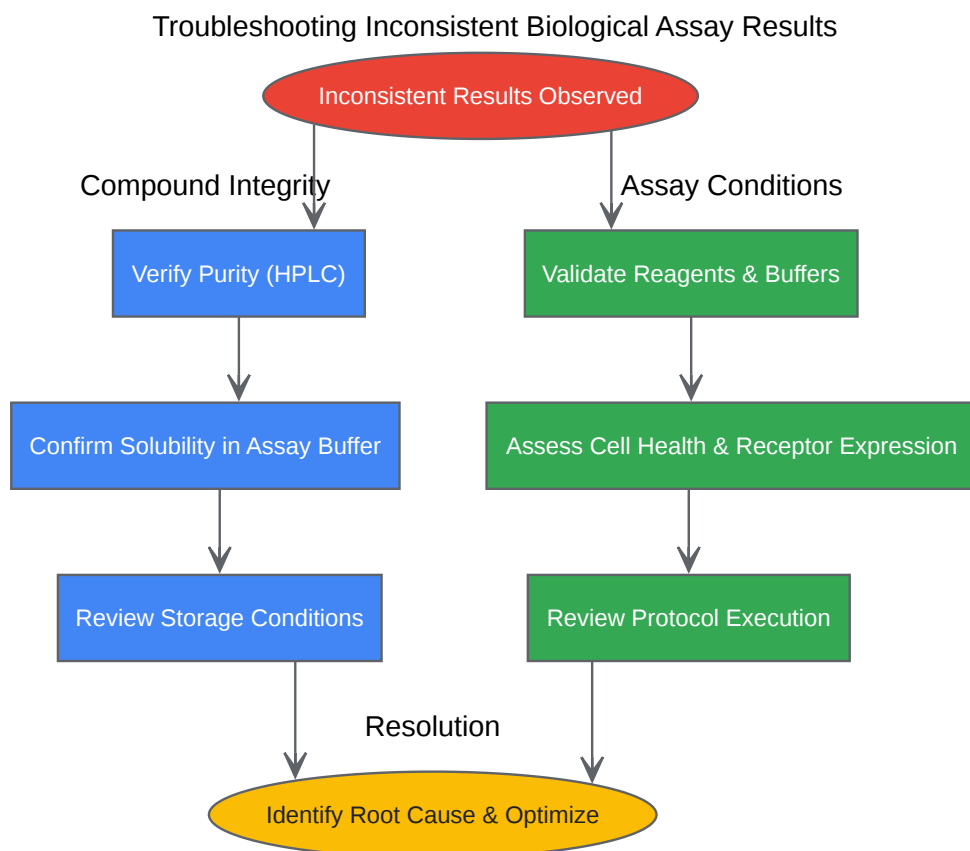 Troubleshooting Inconsistent Biological Assay Results
Inconsistent Results Observed
Compound Integrity
Assay Conditions
Verify Purity (HPLC)
Validate Reagents & Buffers
Confirm Solubility in Assay Buffer
Assess Cell Health & Receptor Expression
Review Storage Conditions
Review Protocol Execution
Resolution
Identify Root Cause & Optimize